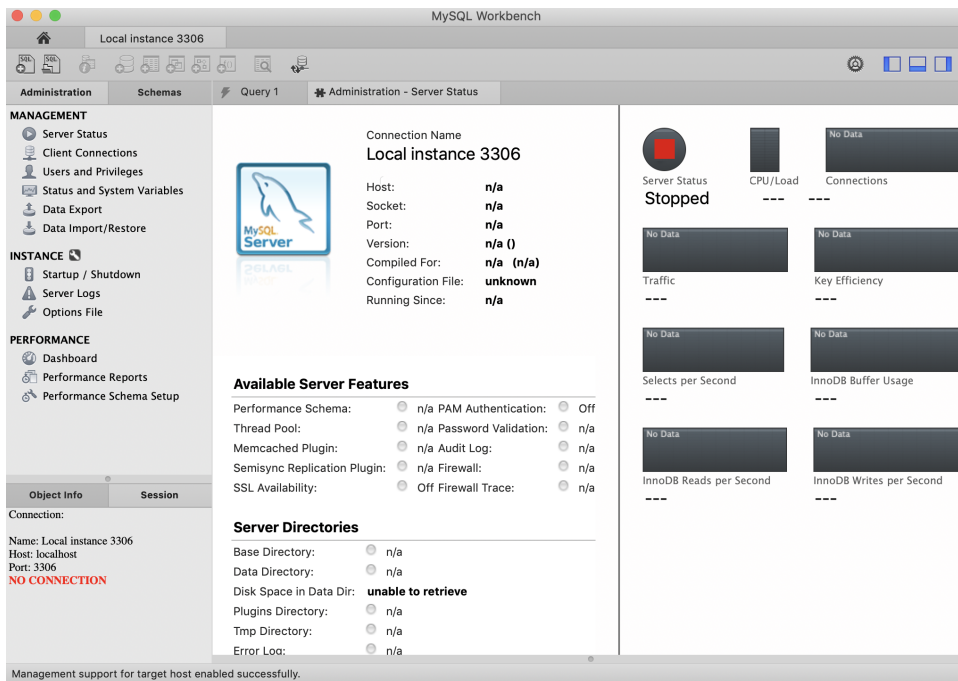 MySQL Workbench
Local instance 3306
Administration
Schemas
Query 1
Administration - Server Status
MANAGEMENT
Server Status
Client Connections
Users and Privileges
Status and System Variables
Data Export
Data Import/Restore
INSTANCE
Startup / Shutdown
Server Logs
Options File
PERFORMANCE
Dashboard
Performance Reports
Performance Schema Setup
Object Info
Session
Connection:
Name: Local instance 3306
Host: localhost
Port: 3306
NO CONNECTION
MySQL
Server
Connection Name
Local instance 3306
Host: n/a
Socket: n/a
Port: n/a
Version: n/a ()
Compiled For: n/a (n/a)
Configuration File: unknown
Running Since: n/a
Available Server Features
Performance Schema: n/a PAM Authentication: Off
Thread Pool: n/a Password Validation: n/a
Memcached Plugin: n/a Audit Log: n/a
Semisync Replication Plugin: n/a Firewall: n/a
SSL Availability: Off Firewall Trace: n/a
Server Directories
Base Directory: n/a
Data Directory: n/a
Disk Space in Data Dir: unable to retrieve
Plugins Directory: n/a
Tmp Directory: n/a
Error Log: n/a
No Data
Server Status CPU/Load Connections
Stopped --- ---
No Data No Data
Traffic Key Efficiency
--- ---
No Data No Data
Selects per Second InnoDB Buffer Usage
--- ---
No Data No Data
InnoDB Reads per Second InnoDB Writes per Second
--- ---
Management support for target host enabled successfully.